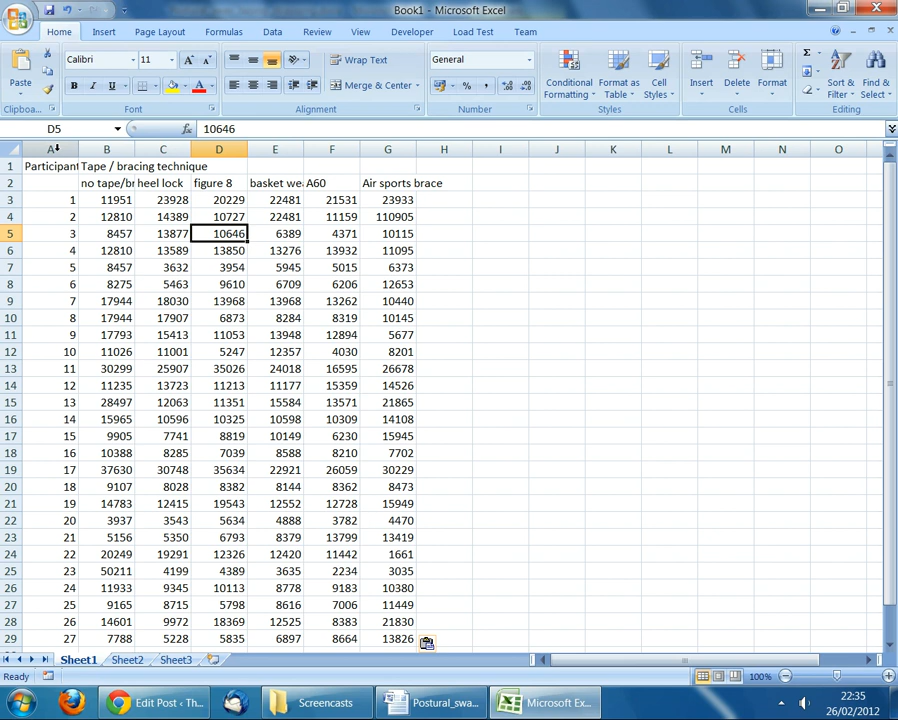 Book1 - Microsoft Excel
Home Insert Page Layout Formulas Data Review View Developer Load Test Team
Calibri 11 A A Wrap Text General
Paste B I U A Merge & Center % , Conditional Formatting Format as Table Cell Styles Insert Delete Format Σ Sort & Filter Find & Select
Clipboa... Font Alignment Number Styles Cells Editing
D5 fx 10646
A B C D E F G H I J K L M N O
1 Participant Tape / bracing technique
2 no tape/br heel lock figure 8 basket wea A60 Air sports brace
3 1 11951 23928 20229 22481 21531 23933
4 2 12810 14389 10727 22481 11159 110905
5 3 8457 13877 10646 6389 4371 10115
6 4 12810 13589 13850 13276 13932 11095
7 5 8457 3632 3954 5945 5015 6373
8 6 8275 5463 9610 6709 6206 12653
9 7 17944 18030 13968 13968 13262 10440
10 8 17944 17907 6873 8284 8319 10145
11 9 17793 15413 11053 13948 12894 5677
12 10 11026 11001 5247 12357 4030 8201
13 11 30299 25907 35026 24018 16595 26678
14 12 11235 13723 11213 11177 15359 14526
15 13 28497 12063 11351 15584 13571 21865
16 14 15965 10596 10325 10598 10309 14108
17 15 9905 7741 8819 10149 6230 15945
18 16 10388 8285 7039 8588 8210 7702
19 17 37630 30748 35634 22921 26059 30229
20 18 9107 8028 8382 8144 8362 8473
21 19 14783 12415 19543 12552 12728 15949
22 20 3937 3543 5634 4888 3782 4470
23 21 5156 5350 6793 8379 13799 13419
24 22 20249 19291 12326 12420 11442 1661
25 23 50211 4199 4389 3635 2234 3035
26 24 11933 9345 10113 8778 9183 10380
27 25 9165 8715 5798 8616 7006 11449
28 26 14601 9972 18369 12525 8383 21830
29 27 7788 5228 5835 6897 8664 13826
Sheet1 Sheet2 Sheet3
Ready 100%
Edit Post ‹ Th... Screencasts Postural_swa... Microsoft Ex... 22:35
26/02/2012